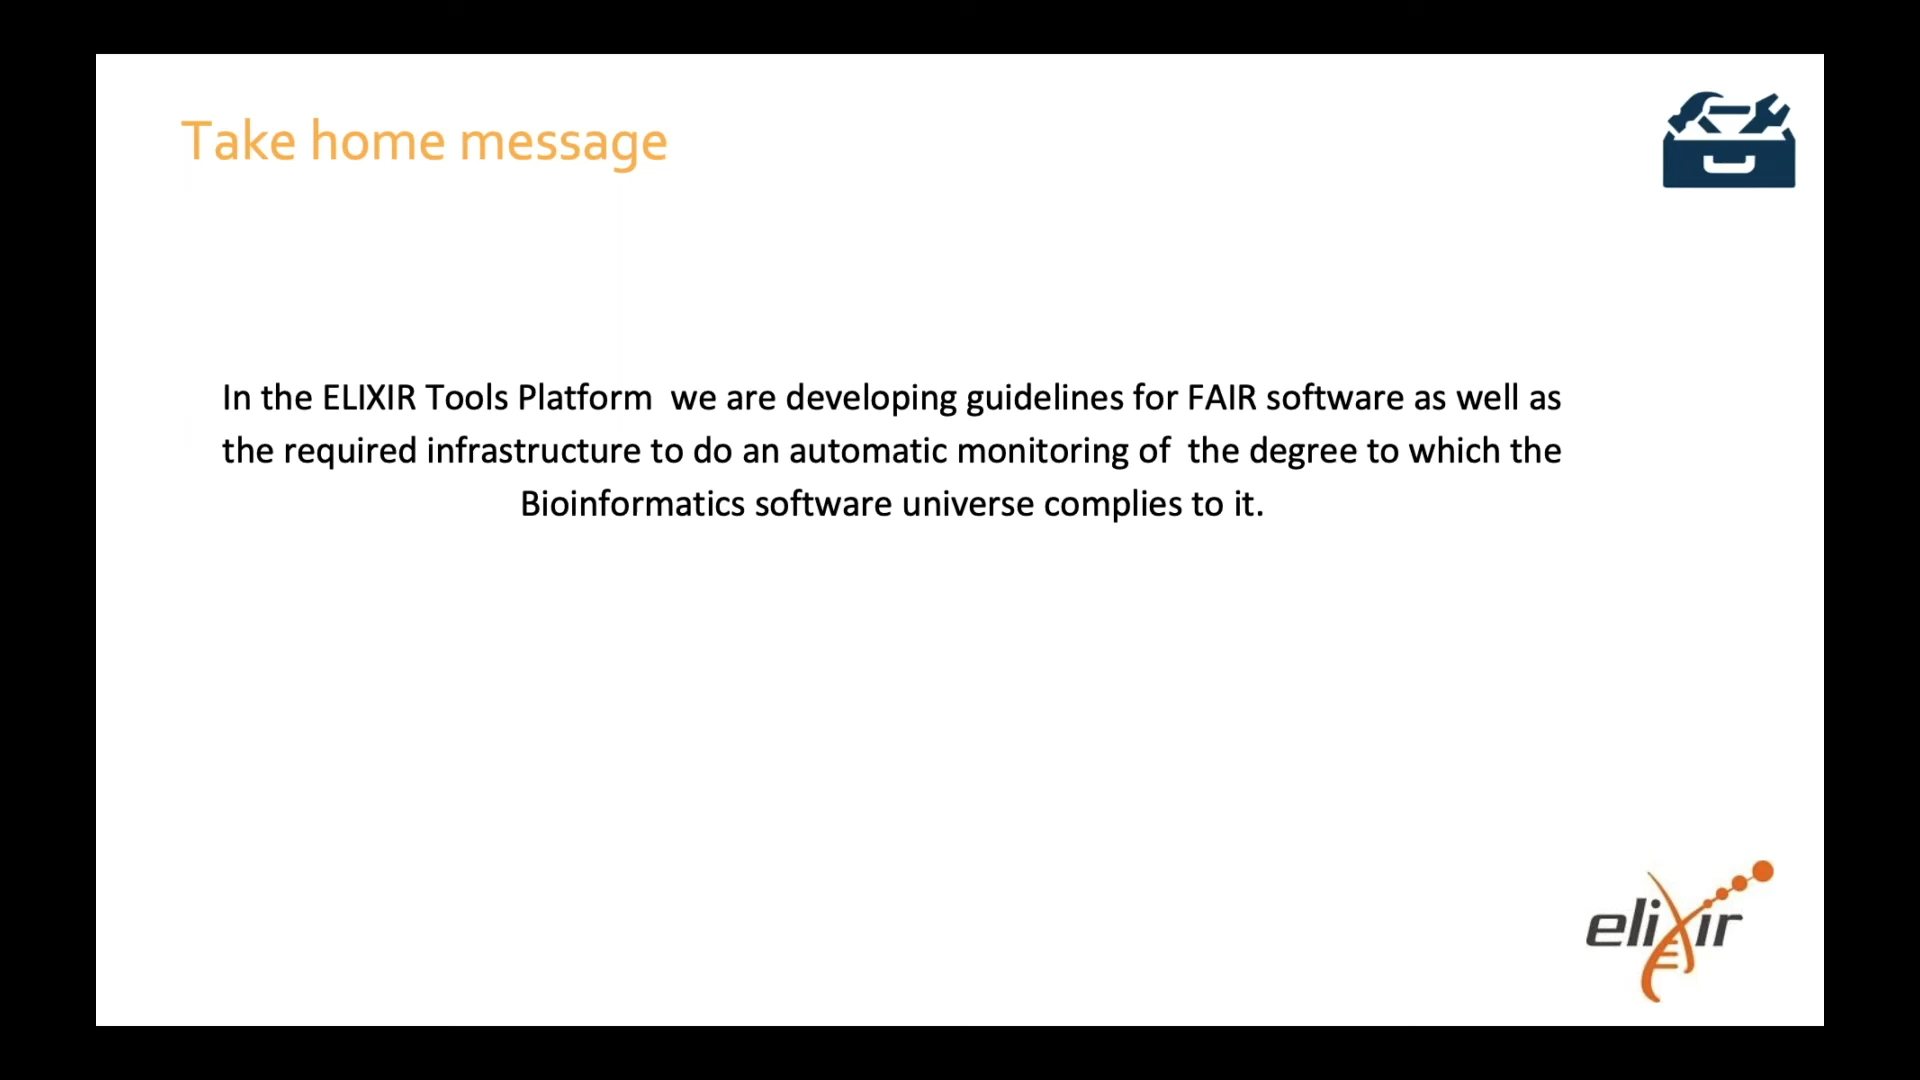 Take home message
In the ELIXIR Tools Platform  we are developing guidelines for FAIR software as well as
the required infrastructure to do an automatic monitoring of  the degree to which the
Bioinformatics software universe complies to it.
elixir